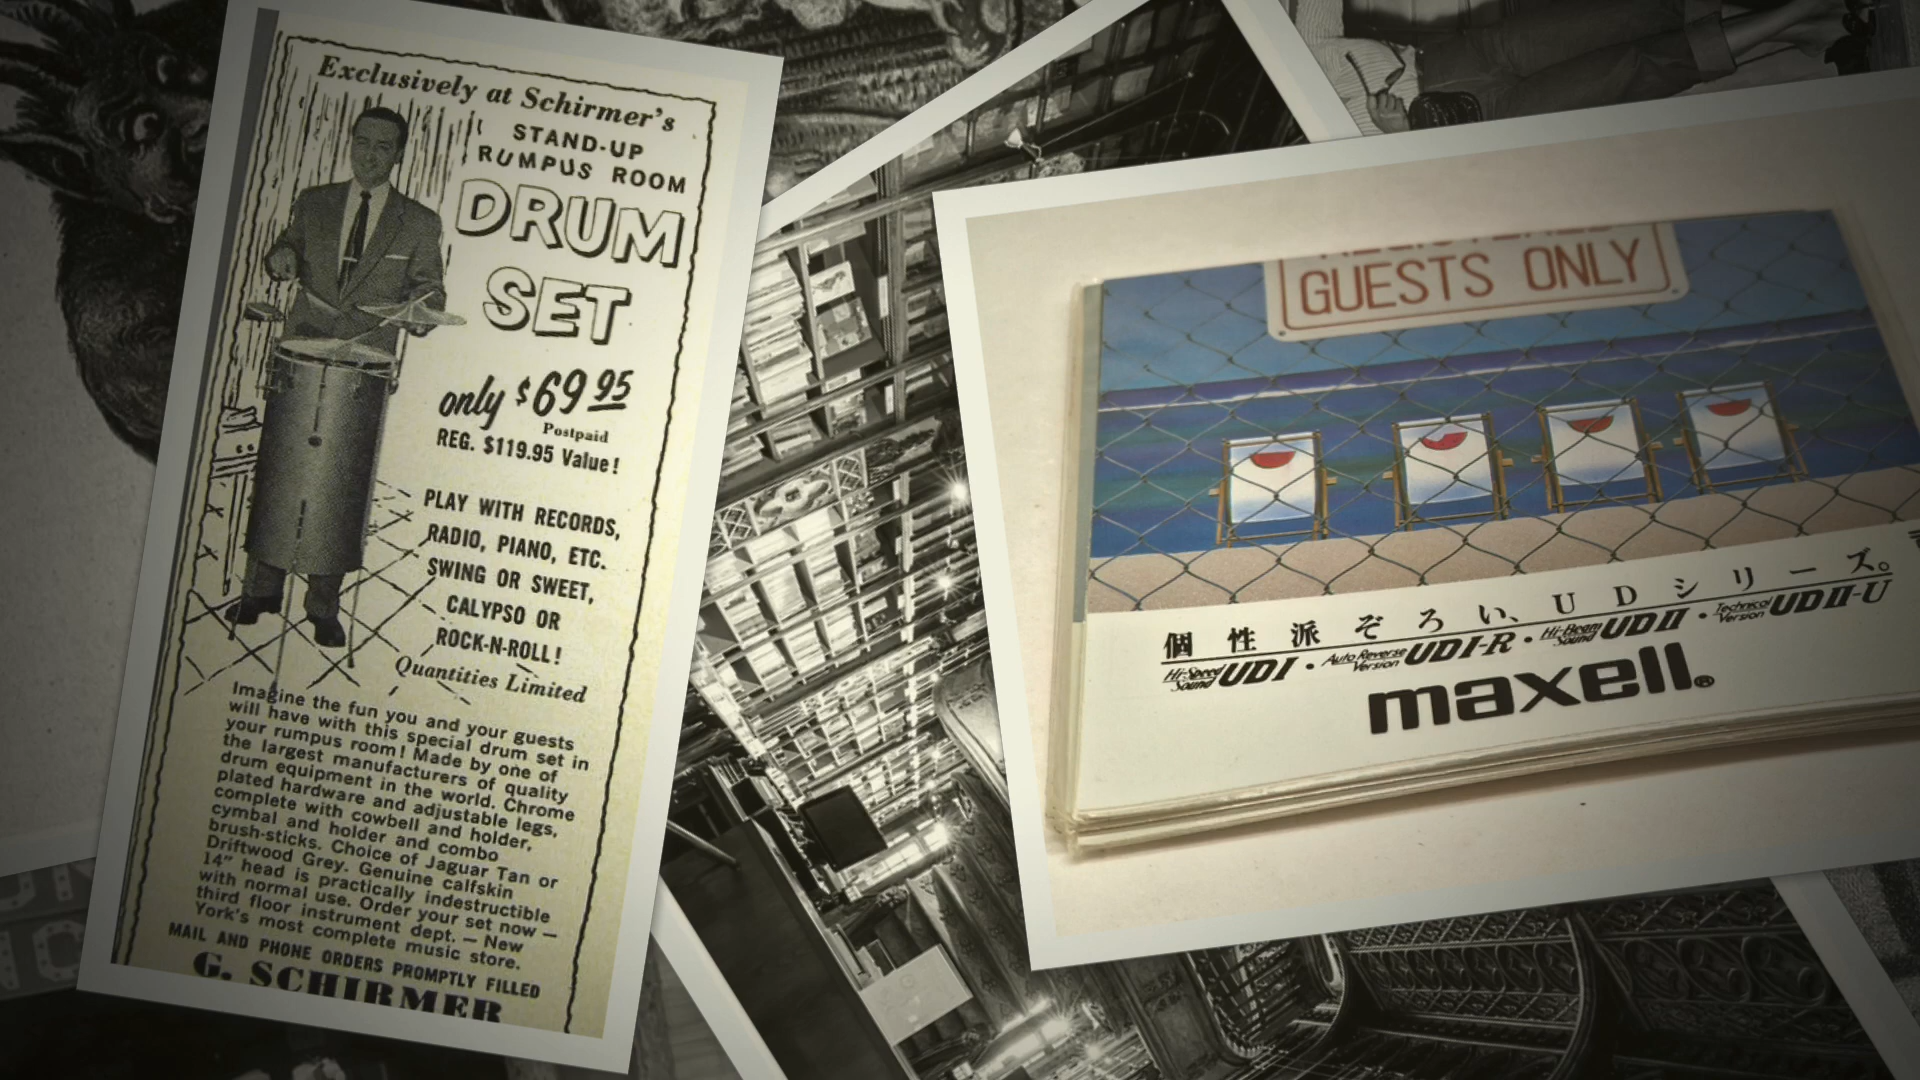 Exclusively at Schirmer's
STAND-UP
RUMPUS ROOM
DRUM
SET
only $69.95
Postpaid
REG. $119.95 Value!
PLAY WITH RECORDS,
RADIO, PIANO, ETC.
SWING OR SWEET,
CALYPSO OR
ROCK-N-ROLL!
Quantities Limited
Imagine the fun you and your guests
will have with this special drum set in
your rumpus room! Made by one of
the largest manufacturers of quality
drum equipment in the world. Chrome
plated hardware and adjustable legs,
complete with cowbell and holder,
cymbal and holder and combo
brush-sticks. Choice of Jaguar Tan or
Driftwood Grey. Genuine calfskin
14" head is practically indestructible
with normal use. Order your set now —
third floor instrument dept. — New
York's most complete music store.
MAIL AND PHONE ORDERS PROMPTLY FILLED
G. SCHIRMER
REGISTERED
GUESTS ONLY
個性派ぞろい、UDシリーズ。
Hi-Speed Sound UDI・Auto Reverse Version UDI-R・Hi-Beam Sound UDII・Technical Version UDII-U
maxell®